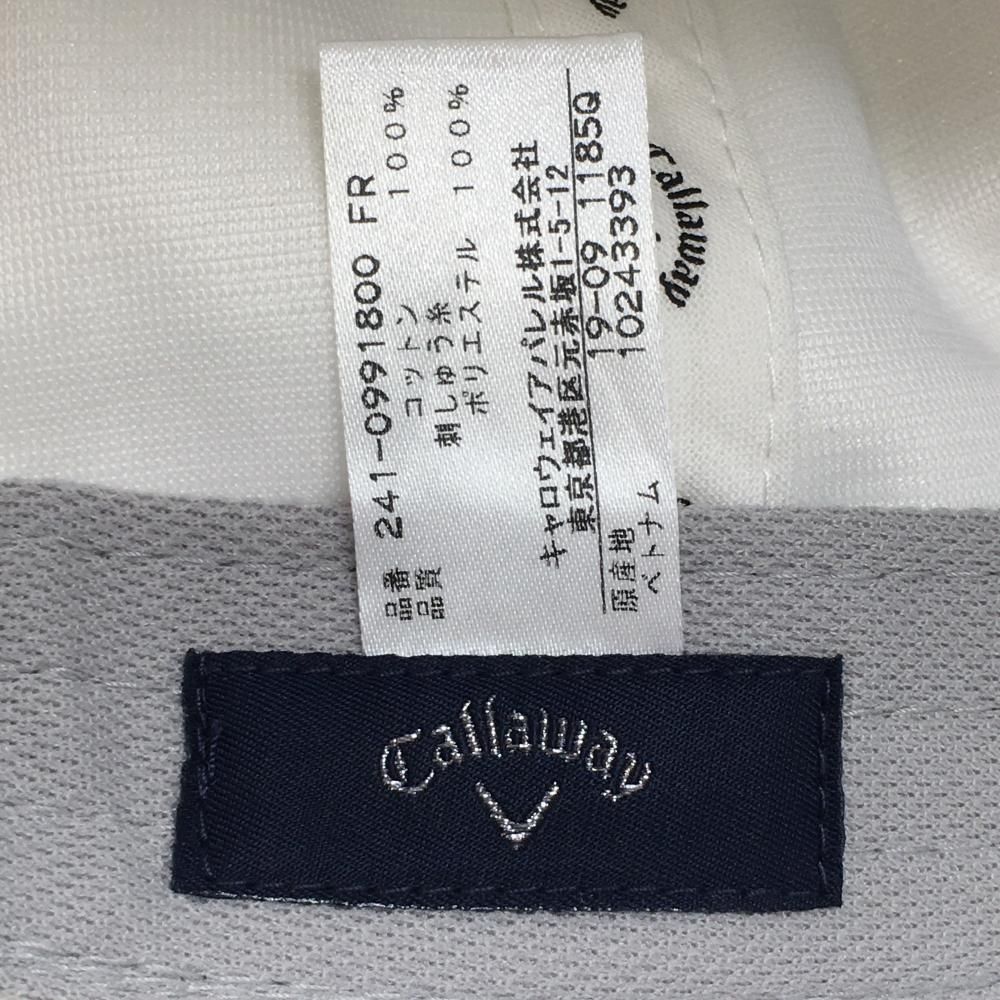 品番 241-0991800 FR
品質 コットン 100%
刺しゅう糸
ポリエステル 100%
キャロウェイアパレル株式会社
東京都港区元赤坂1-5-12
19-09 1185Q
原産地 10243393
ベトナム
Callaway
Callaway